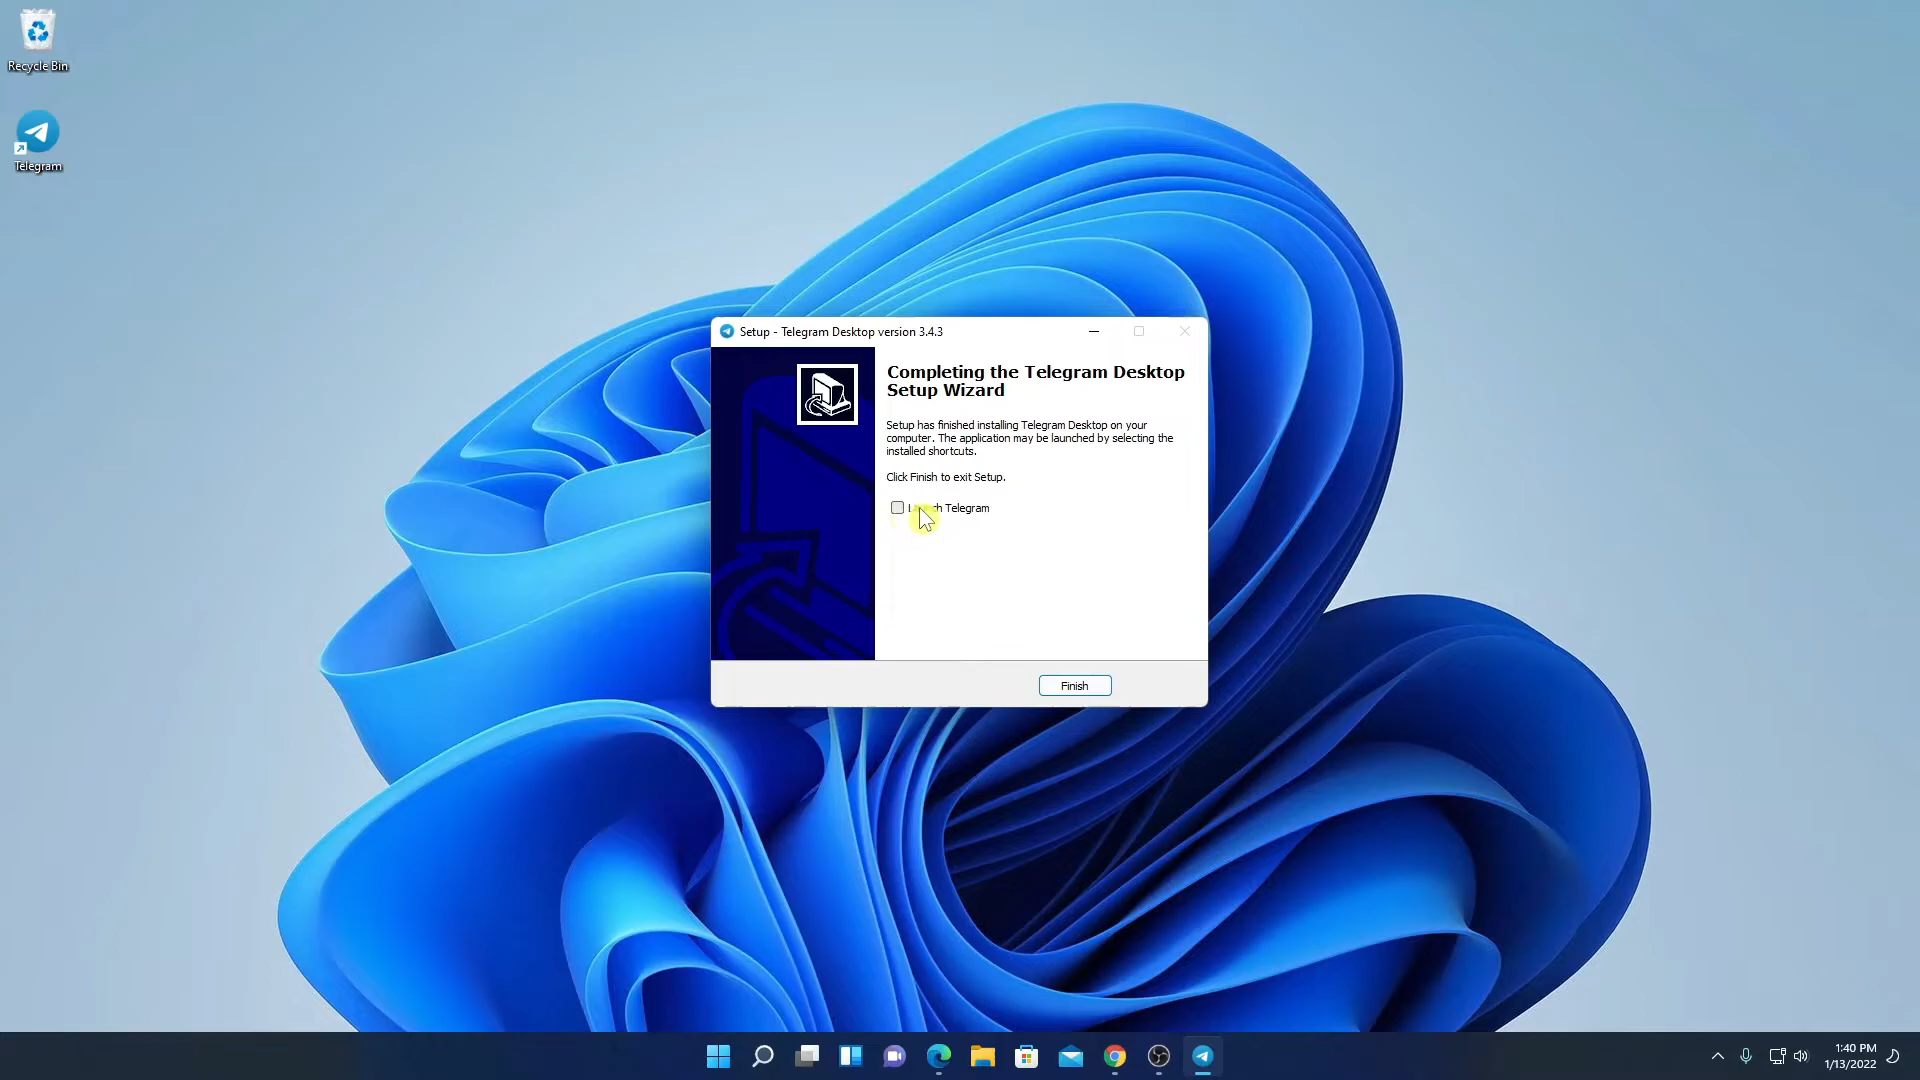 Recycle Bin
Telegram
Setup - Telegram Desktop version 3.4.3
Completing the Telegram Desktop
Setup Wizard
Setup has finished installing Telegram Desktop on your
computer. The application may be launched by selecting the
installed shortcuts.
Click Finish to exit Setup.
Launch Telegram
Finish
1:40 PM
1/13/2022